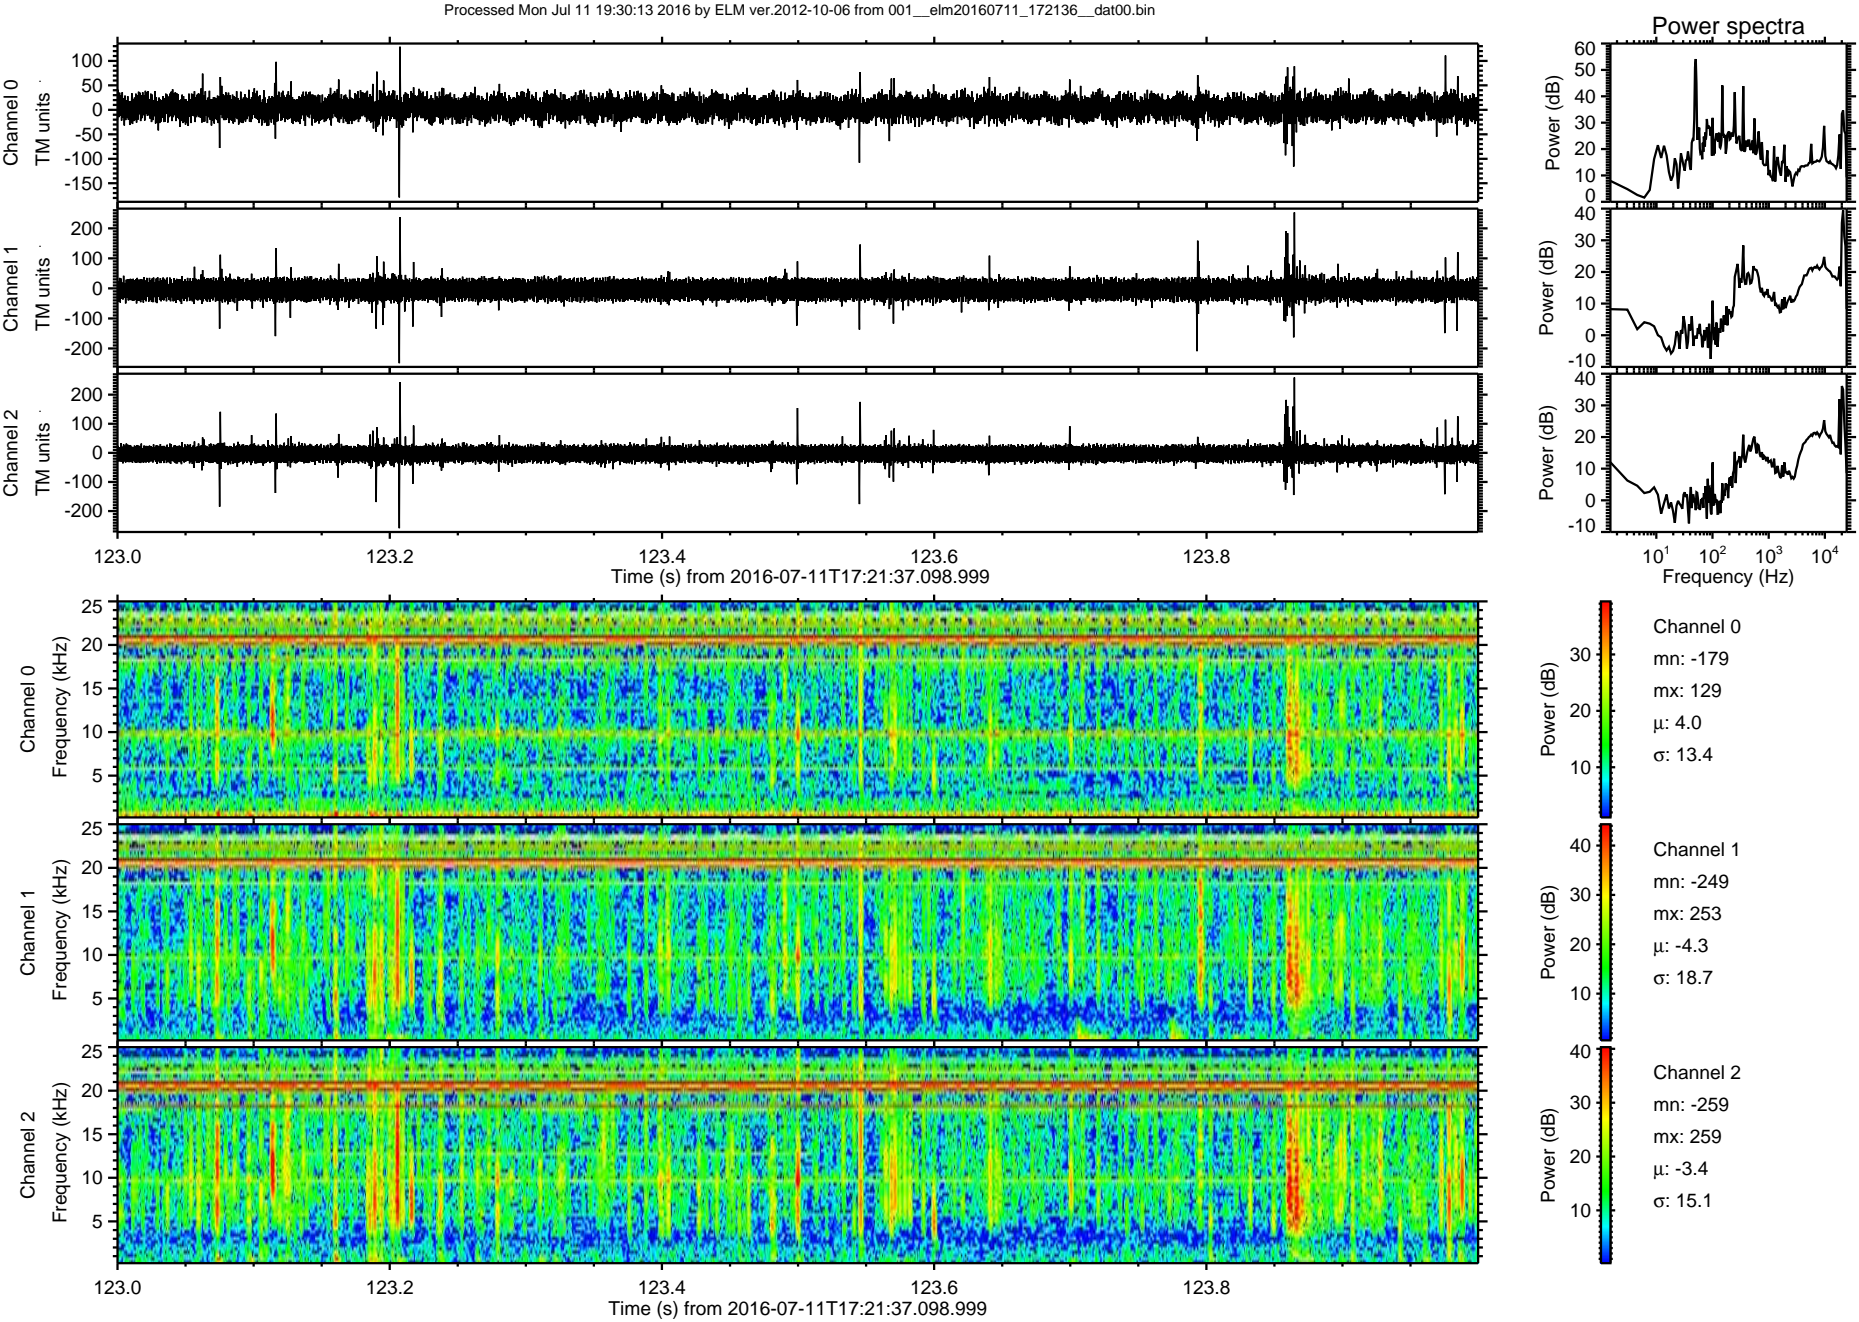 Processed Mon Jul 11 19:30:13 2016 by ELM ver.2012-10-06 from 001__elm20160711_172136__dat00.bin
Power spectra
Channel 0
TM units
100
50
0
-50
-100
-150
Power (dB)
60
50
40
30
20
10
0
Channel 1
TM units
200
100
0
-100
-200
Power (dB)
40
30
20
10
0
-10
Channel 2
TM units
200
100
0
-100
-200
Power (dB)
40
30
20
10
0
-10
123.0 123.2 123.4 123.6 123.8
Time (s) from 2016-07-11T17:21:37.098.999
10¹ 10² 10³ 10⁴
Frequency (Hz)
Channel 0
Frequency (kHz)
25
20
15
10
5
Power (dB)
30
20
10
Channel 0
mn: -179
mx: 129
μ: 4.0
σ: 13.4
Channel 1
Frequency (kHz)
25
20
15
10
5
Power (dB)
40
30
20
10
Channel 1
mn: -249
mx: 253
μ: -4.3
σ: 18.7
Channel 2
Frequency (kHz)
25
20
15
10
5
Power (dB)
40
30
20
10
Channel 2
mn: -259
mx: 259
μ: -3.4
σ: 15.1
123.0 123.2 123.4 123.6 123.8
Time (s) from 2016-07-11T17:21:37.098.999